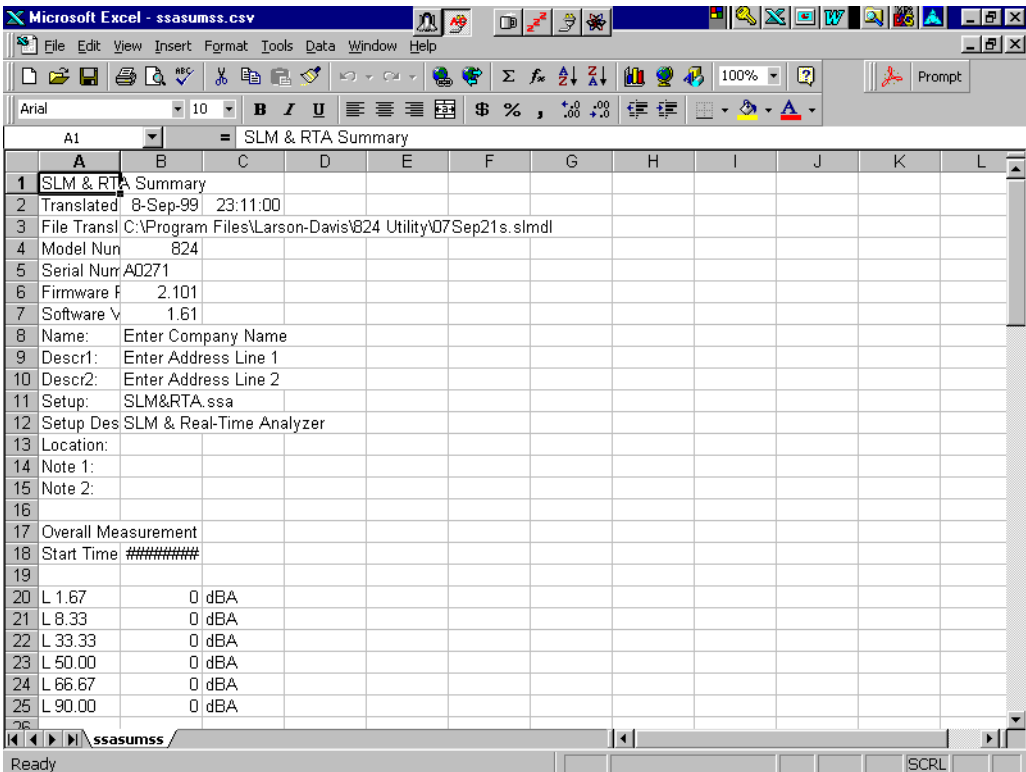 Microsoft Excel - ssasumss.csv
File Edit View Insert Format Tools Data Window Help
100% Prompt
Arial 10 B I U $ % ,
A1 = SLM & RTA Summary
A B C D E F G H I J K L
1 SLM & RTA Summary
2 Translated 8-Sep-99 23:11:00
3 File Transl C:\Program Files\Larson-Davis\824 Utility\07Sep21s.slmdl
4 Model Nun 824
5 Serial Num A0271
6 Firmware F 2.101
7 Software V 1.61
8 Name: Enter Company Name
9 Descr1: Enter Address Line 1
10 Descr2: Enter Address Line 2
11 Setup: SLM&RTA.ssa
12 Setup Des SLM & Real-Time Analyzer
13 Location:
14 Note 1:
15 Note 2:
16
17 Overall Measurement
18 Start Time ########
19
20 L 1.67 0 dBA
21 L 8.33 0 dBA
22 L 33.33 0 dBA
23 L 50.00 0 dBA
24 L 66.67 0 dBA
25 L 90.00 0 dBA
26
ssasumss
Ready SCRL